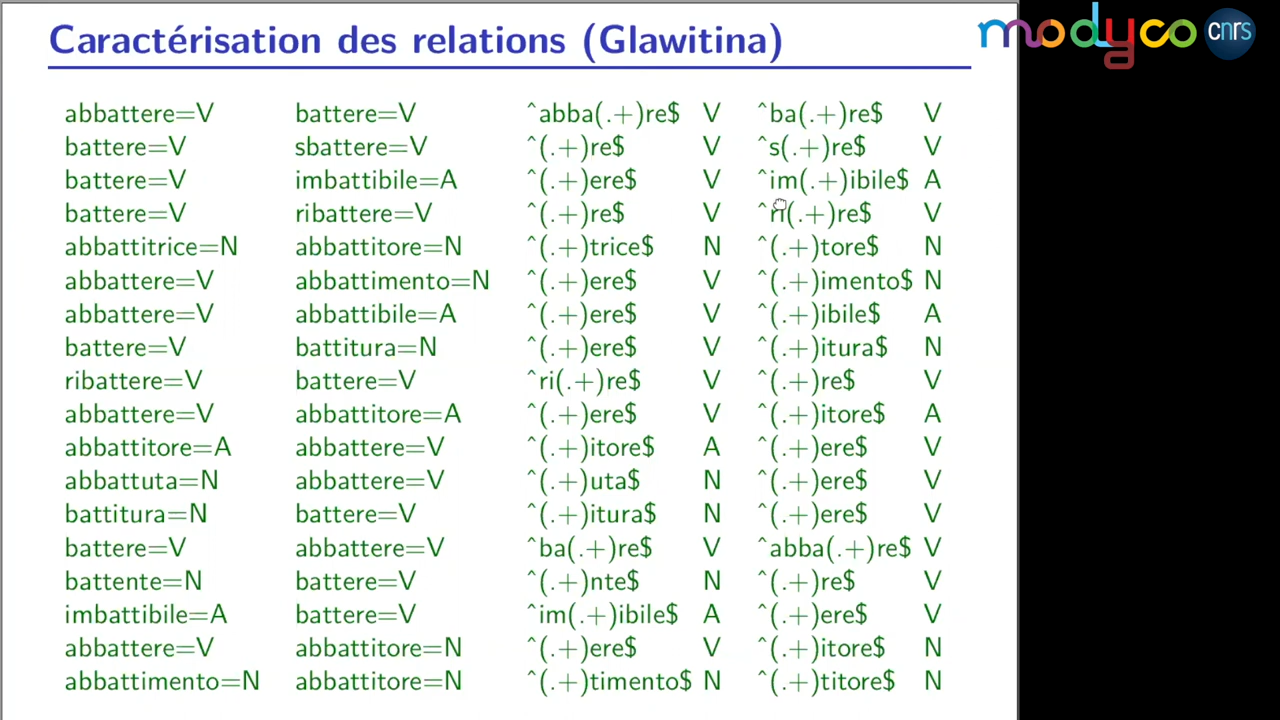 Caractérisation des relations (Glawitina)
modyco
cnrs
abbattere=V battere=V ^abba(.+)re$ V ^ba(.+)re$ V
battere=V sbattere=V ^(.+)re$ V ^s(.+)re$ V
battere=V imbattibile=A ^(.+)ere$ V ^im(.+)ibile$ A
battere=V ribattere=V ^(.+)re$ V ^ri(.+)re$ V
abbattitrice=N abbattitore=N ^(.+)trice$ N ^(.+)tore$ N
abbattere=V abbattimento=N ^(.+)ere$ V ^(.+)imento$ N
abbattere=V abbattibile=A ^(.+)ere$ V ^(.+)ibile$ A
battere=V battitura=N ^(.+)ere$ V ^(.+)itura$ N
ribattere=V battere=V ^ri(.+)re$ V ^(.+)re$ V
abbattere=V abbattitore=A ^(.+)ere$ V ^(.+)itore$ A
abbattitore=A abbattere=V ^(.+)itore$ A ^(.+)ere$ V
abbattuta=N abbattere=V ^(.+)uta$ N ^(.+)ere$ V
battitura=N battere=V ^(.+)itura$ N ^(.+)ere$ V
battere=V abbattere=V ^ba(.+)re$ V ^abba(.+)re$ V
battente=N battere=V ^(.+)nte$ N ^(.+)re$ V
imbattibile=A battere=V ^im(.+)ibile$ A ^(.+)ere$ V
abbattere=V abbattitore=N ^(.+)ere$ V ^(.+)itore$ N
abbattimento=N abbattitore=N ^(.+)timento$ N ^(.+)titore$ N